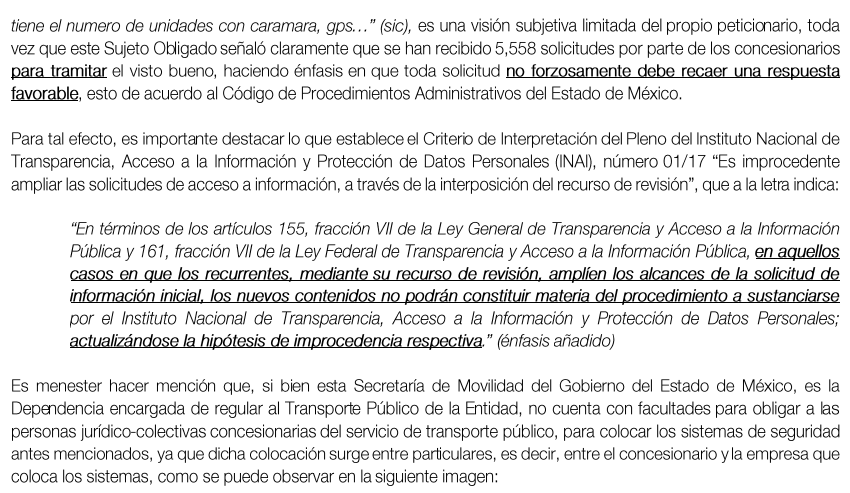 tiene el numero de unidades con caramara, gps…” (sic), es una visión subjetiva limitada del propio peticionario, toda
vez que este Sujeto Obligado señaló claramente que se han recibido 5,558 solicitudes por parte de los concesionarios
para tramitar el visto bueno, haciendo énfasis en que toda solicitud no forzosamente debe recaer una respuesta
favorable, esto de acuerdo al Código de Procedimientos Administrativos del Estado de México.
Para tal efecto, es importante destacar lo que establece el Criterio de Interpretación del Pleno del Instituto Nacional de
Transparencia, Acceso a la Información y Protección de Datos Personales (INAI), número 01/17 “Es improcedente
ampliar las solicitudes de acceso a información, a través de la interposición del recurso de revisión”, que a la letra indica:
“En términos de los artículos 155, fracción VII de la Ley General de Transparencia y Acceso a la Información
Pública y 161, fracción VII de la Ley Federal de Transparencia y Acceso a la Información Pública, en aquellos
casos en que los recurrentes, mediante su recurso de revisión, amplíen los alcances de la solicitud de
información inicial, los nuevos contenidos no podrán constituir materia del procedimiento a sustanciarse
por el Instituto Nacional de Transparencia, Acceso a la Información y Protección de Datos Personales;
actualizándose la hipótesis de improcedencia respectiva.” (énfasis añadido)
Es menester hacer mención que, si bien esta Secretaría de Movilidad del Gobierno del Estado de México, es la
Dependencia encargada de regular al Transporte Público de la Entidad, no cuenta con facultades para obligar a las
personas jurídico-colectivas concesionarias del servicio de transporte público, para colocar los sistemas de seguridad
antes mencionados, ya que dicha colocación surge entre particulares, es decir, entre el concesionario y la empresa que
coloca los sistemas, como se puede observar en la siguiente imagen: